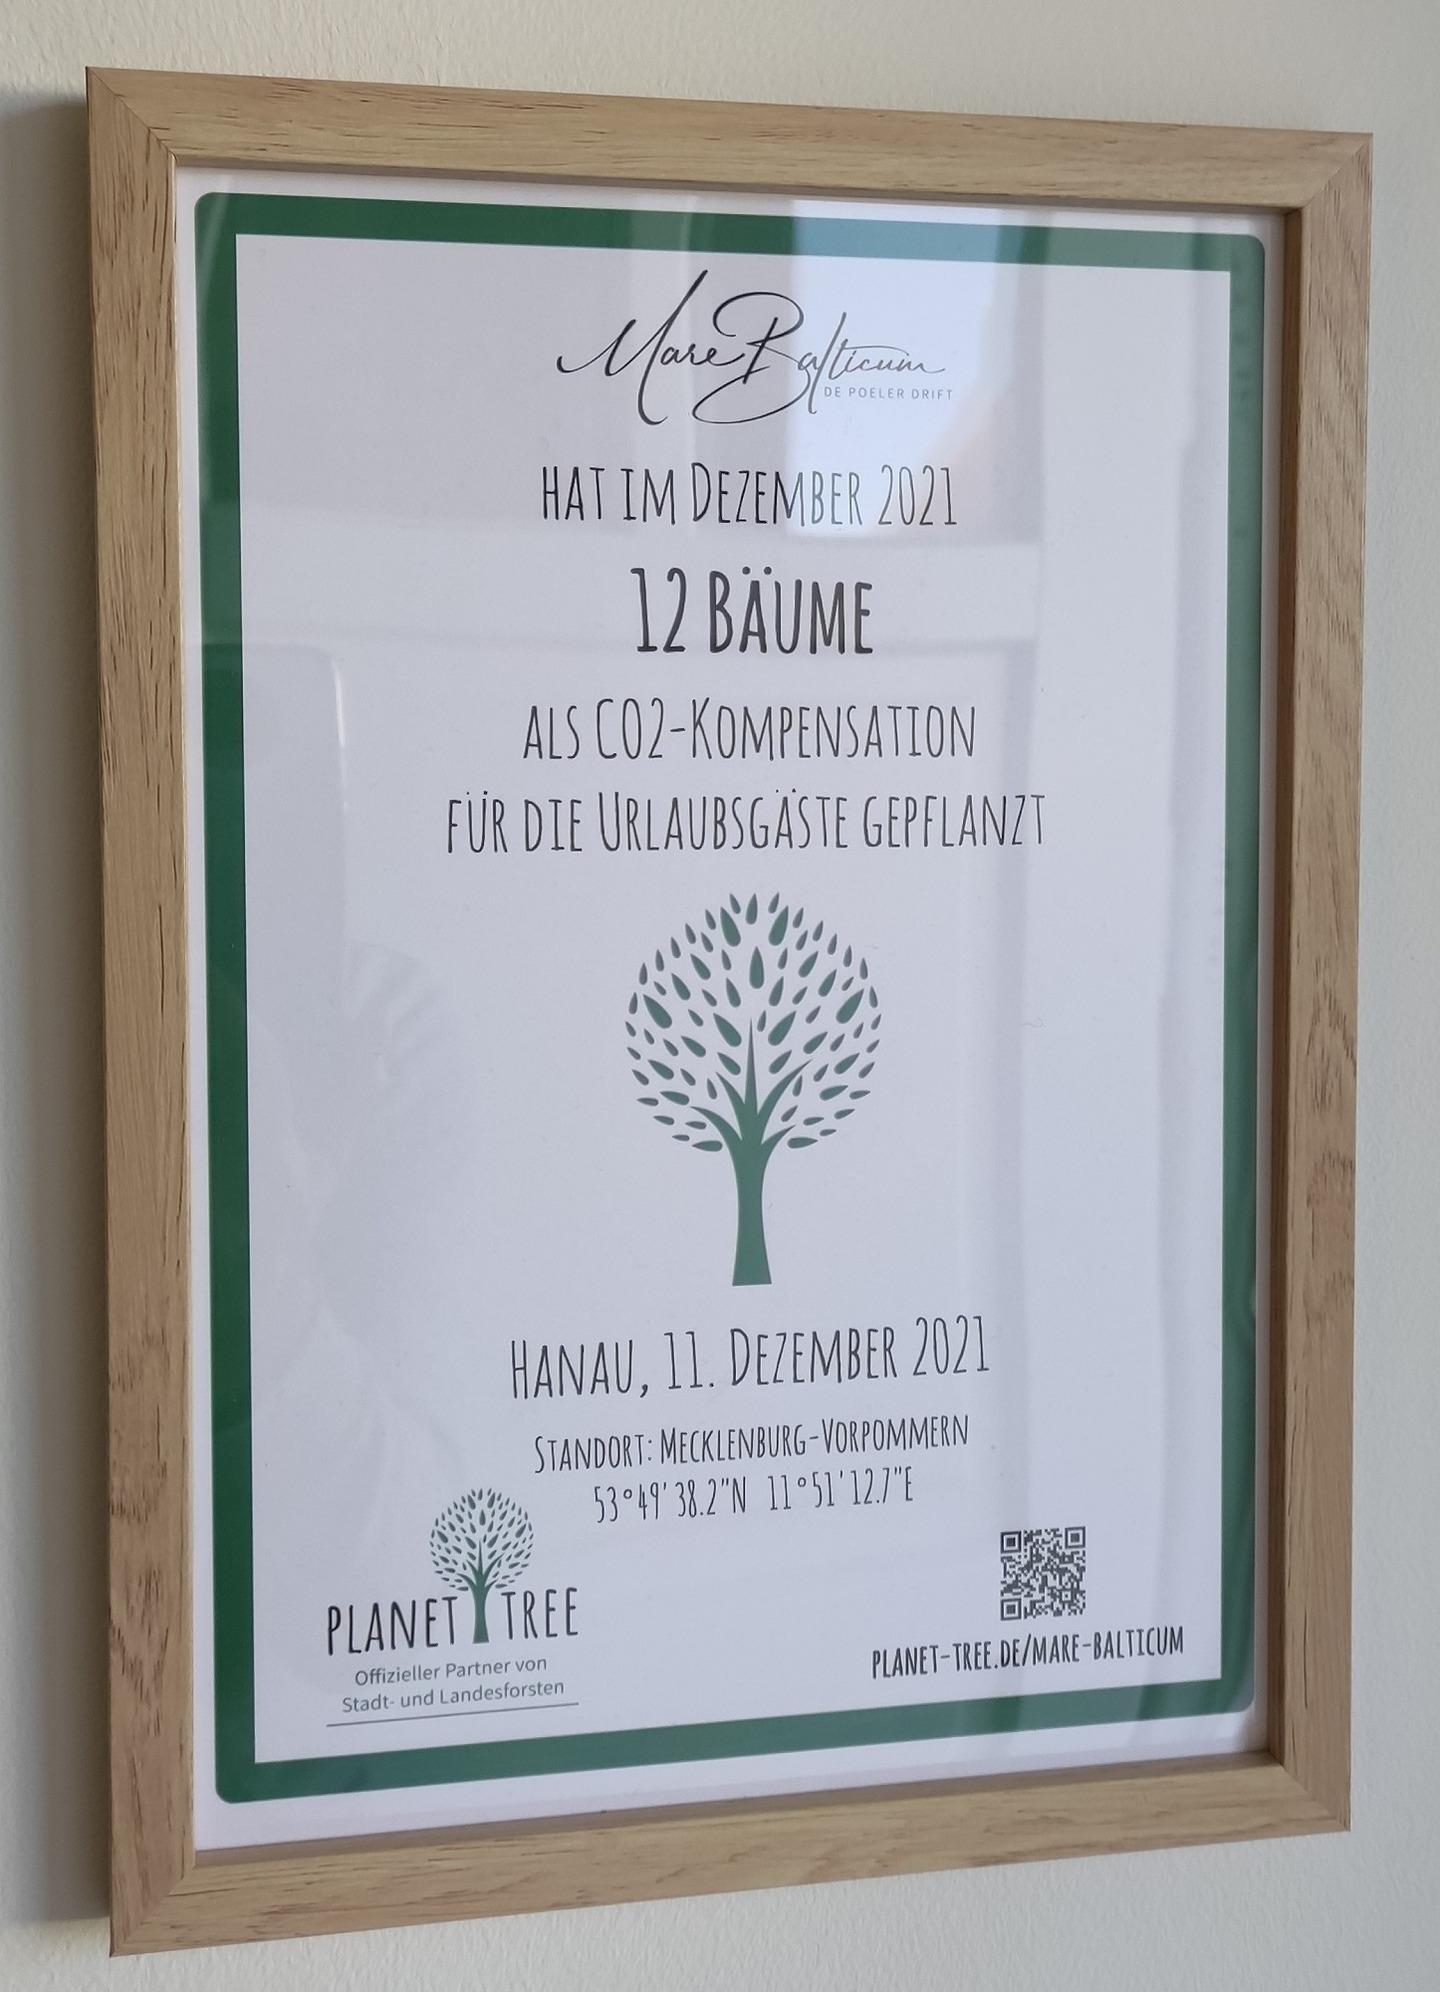 Mare Balticum
DE POELER DRIFT
HAT IM DEZEMBER 2021
12 BÄUME
ALS CO2-KOMPENSATION
FÜR DIE URLAUBSGÄSTE GEPFLANZT
HANAU, 11. DEZEMBER 2021
STANDORT: MECKLENBURG-VORPOMMERN
53°49'38.2"N 11°51'12.7"E
PLANET TREE
Offizieller Partner von
Stadt- und Landesforsten
PLANET-TREE.DE/MARE-BALTICUM